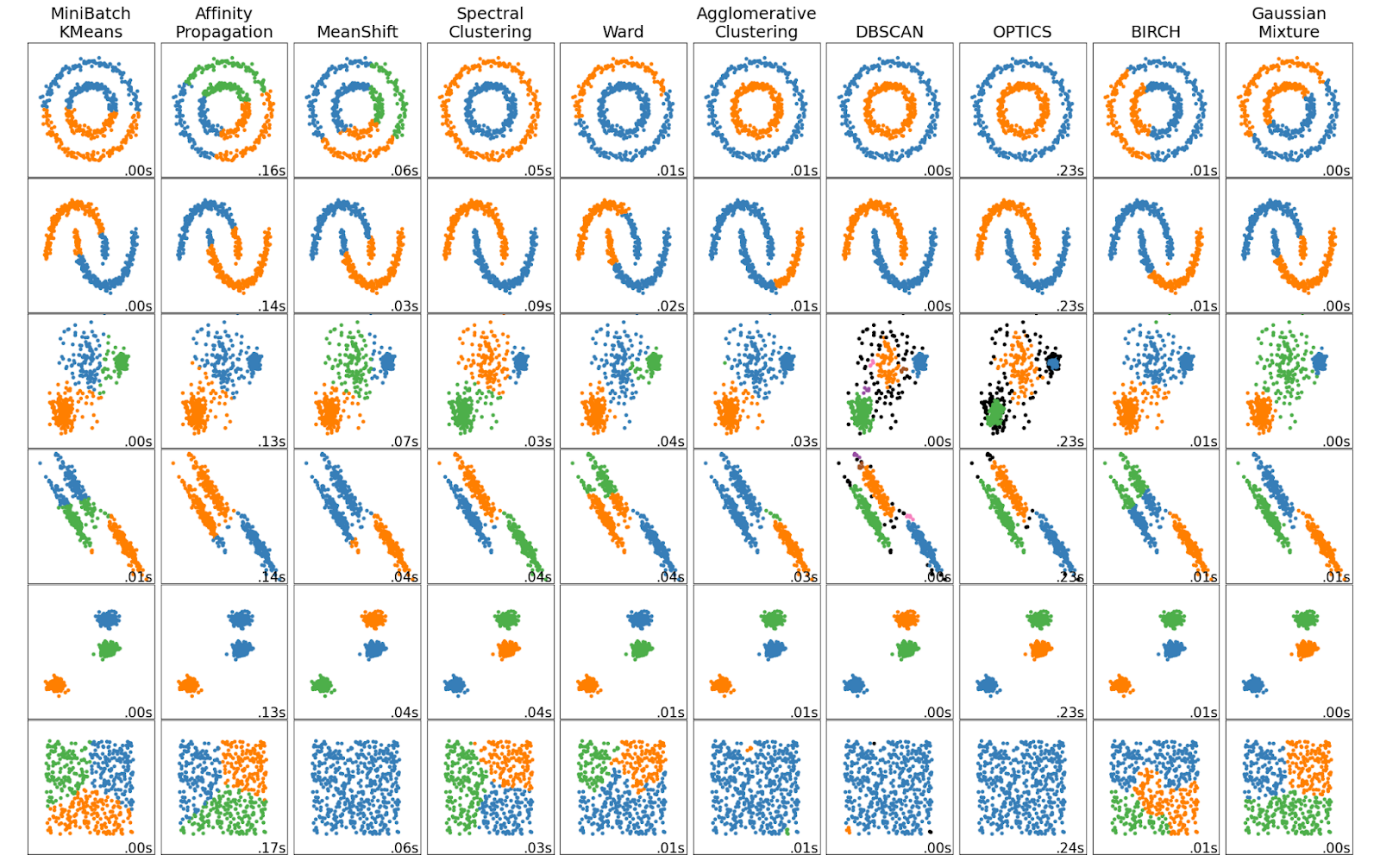 MiniBatch
KMeans
Affinity
Propagation
MeanShift
Spectral
Clustering
Ward
Agglomerative
Clustering
DBSCAN
OPTICS
BIRCH
Gaussian
Mixture
.00s
.16s
.06s
.05s
.01s
.01s
.00s
.23s
.01s
.00s
.00s
.14s
.03s
.09s
.02s
.01s
.00s
.23s
.01s
.00s
.00s
.13s
.07s
.03s
.04s
.03s
.00s
.23s
.01s
.00s
.01s
.14s
.04s
.04s
.04s
.03s
.00s
.23s
.01s
.01s
.00s
.13s
.04s
.04s
.01s
.01s
.00s
.23s
.01s
.00s
.00s
.17s
.06s
.03s
.01s
.01s
.00s
.24s
.01s
.00s